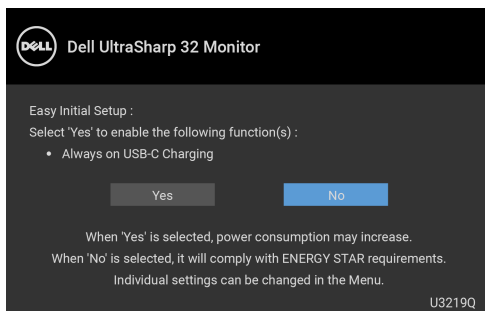 DELL Dell UltraSharp 32 Monitor
Easy Initial Setup :
Select 'Yes' to enable the following function(s) :
• Always on USB-C Charging
Yes No
When 'Yes' is selected, power consumption may increase.
When 'No' is selected, it will comply with ENERGY STAR requirements.
Individual settings can be changed in the Menu.
U3219Q